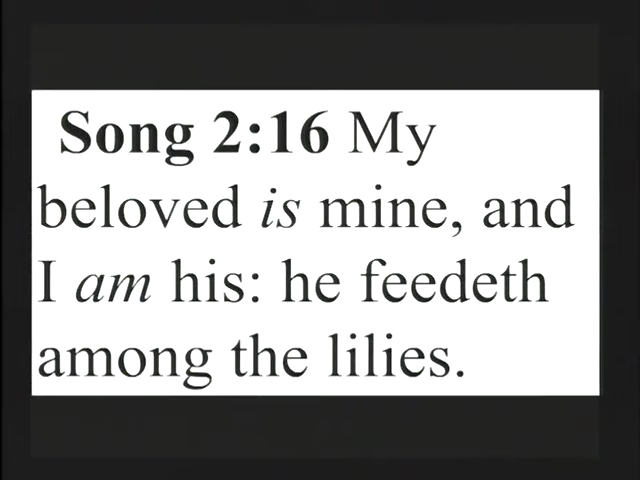 Song 2:16 My
beloved is mine, and
I am his: he feedeth
among the lilies.